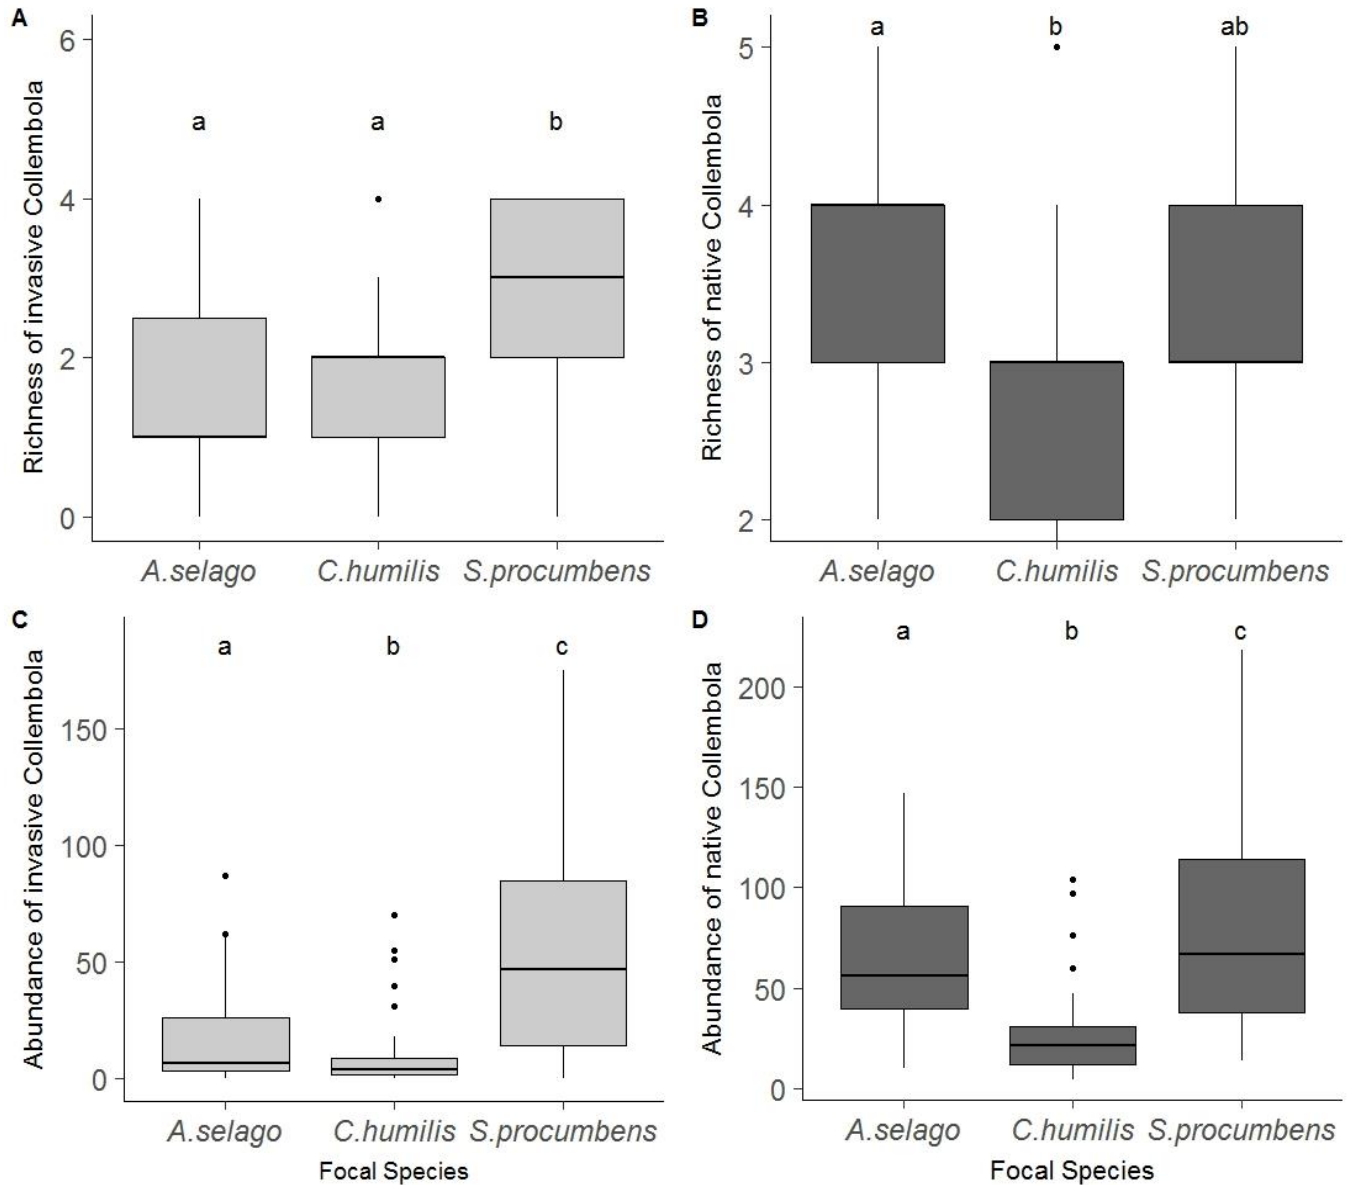 A
Richness of invasive Collembola
6
4
2
0
a a b
A.selago C.humilis S.procumbens
B
Richness of native Collembola
5
4
3
2
a b ab
A.selago C.humilis S.procumbens
C
Abundance of invasive Collembola
150
100
50
0
a b c
A.selago C.humilis S.procumbens
Focal Species
D
Abundance of native Collembola
200
150
100
50
0
a b c
A.selago C.humilis S.procumbens
Focal Species